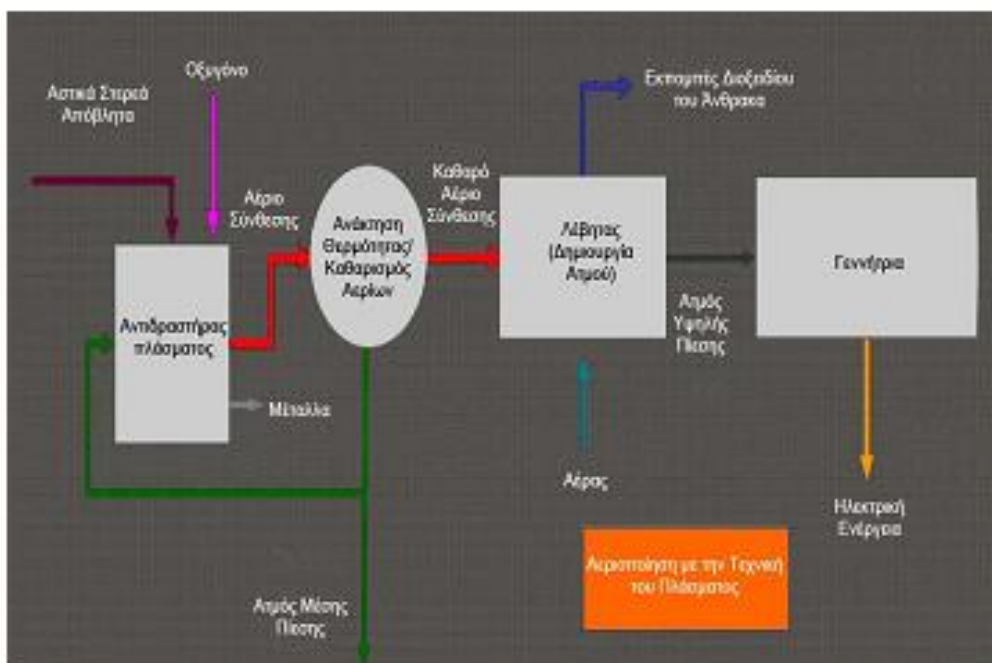 Οξυγόνο
Αστικά Στερεά
Απόβλητα
Εκπομπές Διοξειδίου
του Άνθρακα
Αέριο
Σύνθεσης
Καθαρό
Αέριο
Σύνθεσης
Ανάκτηση
Θερμότητας/
Καθαρισμός
Αερίων
Λέβητας
(Δημιουργία
Ατμού)
Γεννήτρια
Αντιδραστήρας
πλάσματος
Ατμός
Υψηλής
Πίεσης
Μέταλλα
Αέρας
Ηλεκτρική
Ενέργεια
Αεριοποίηση με την Τεχνική
του Πλάσματος
Ατμός Μέσης
Πίεσης